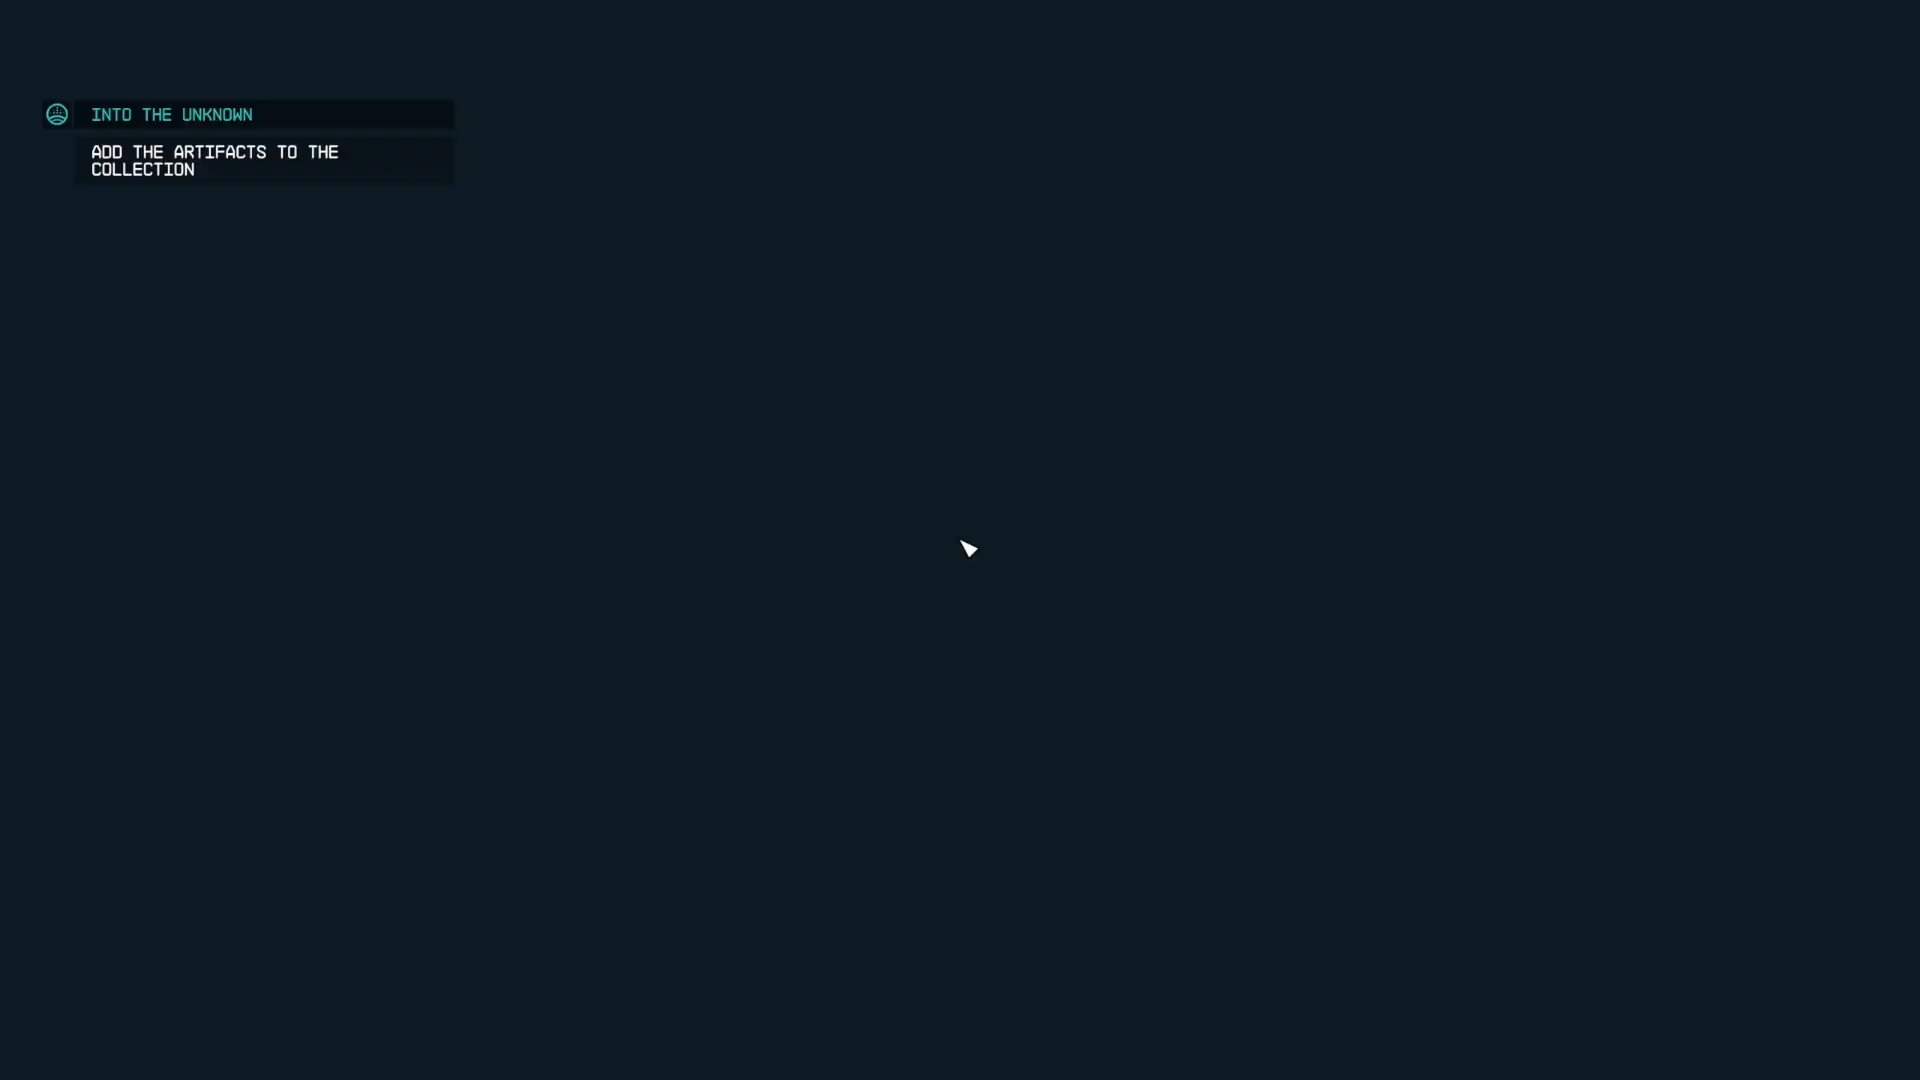 INTO THE UNKNOWN
ADD THE ARTIFACTS TO THE
COLLECTION